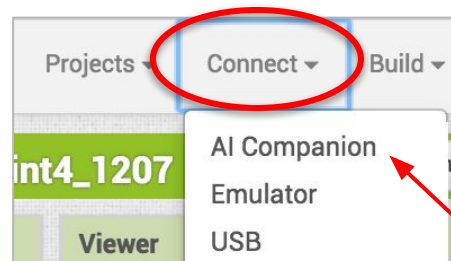 Projects Connect Build
AI Companion
int4_1207
Emulator
Viewer
USB